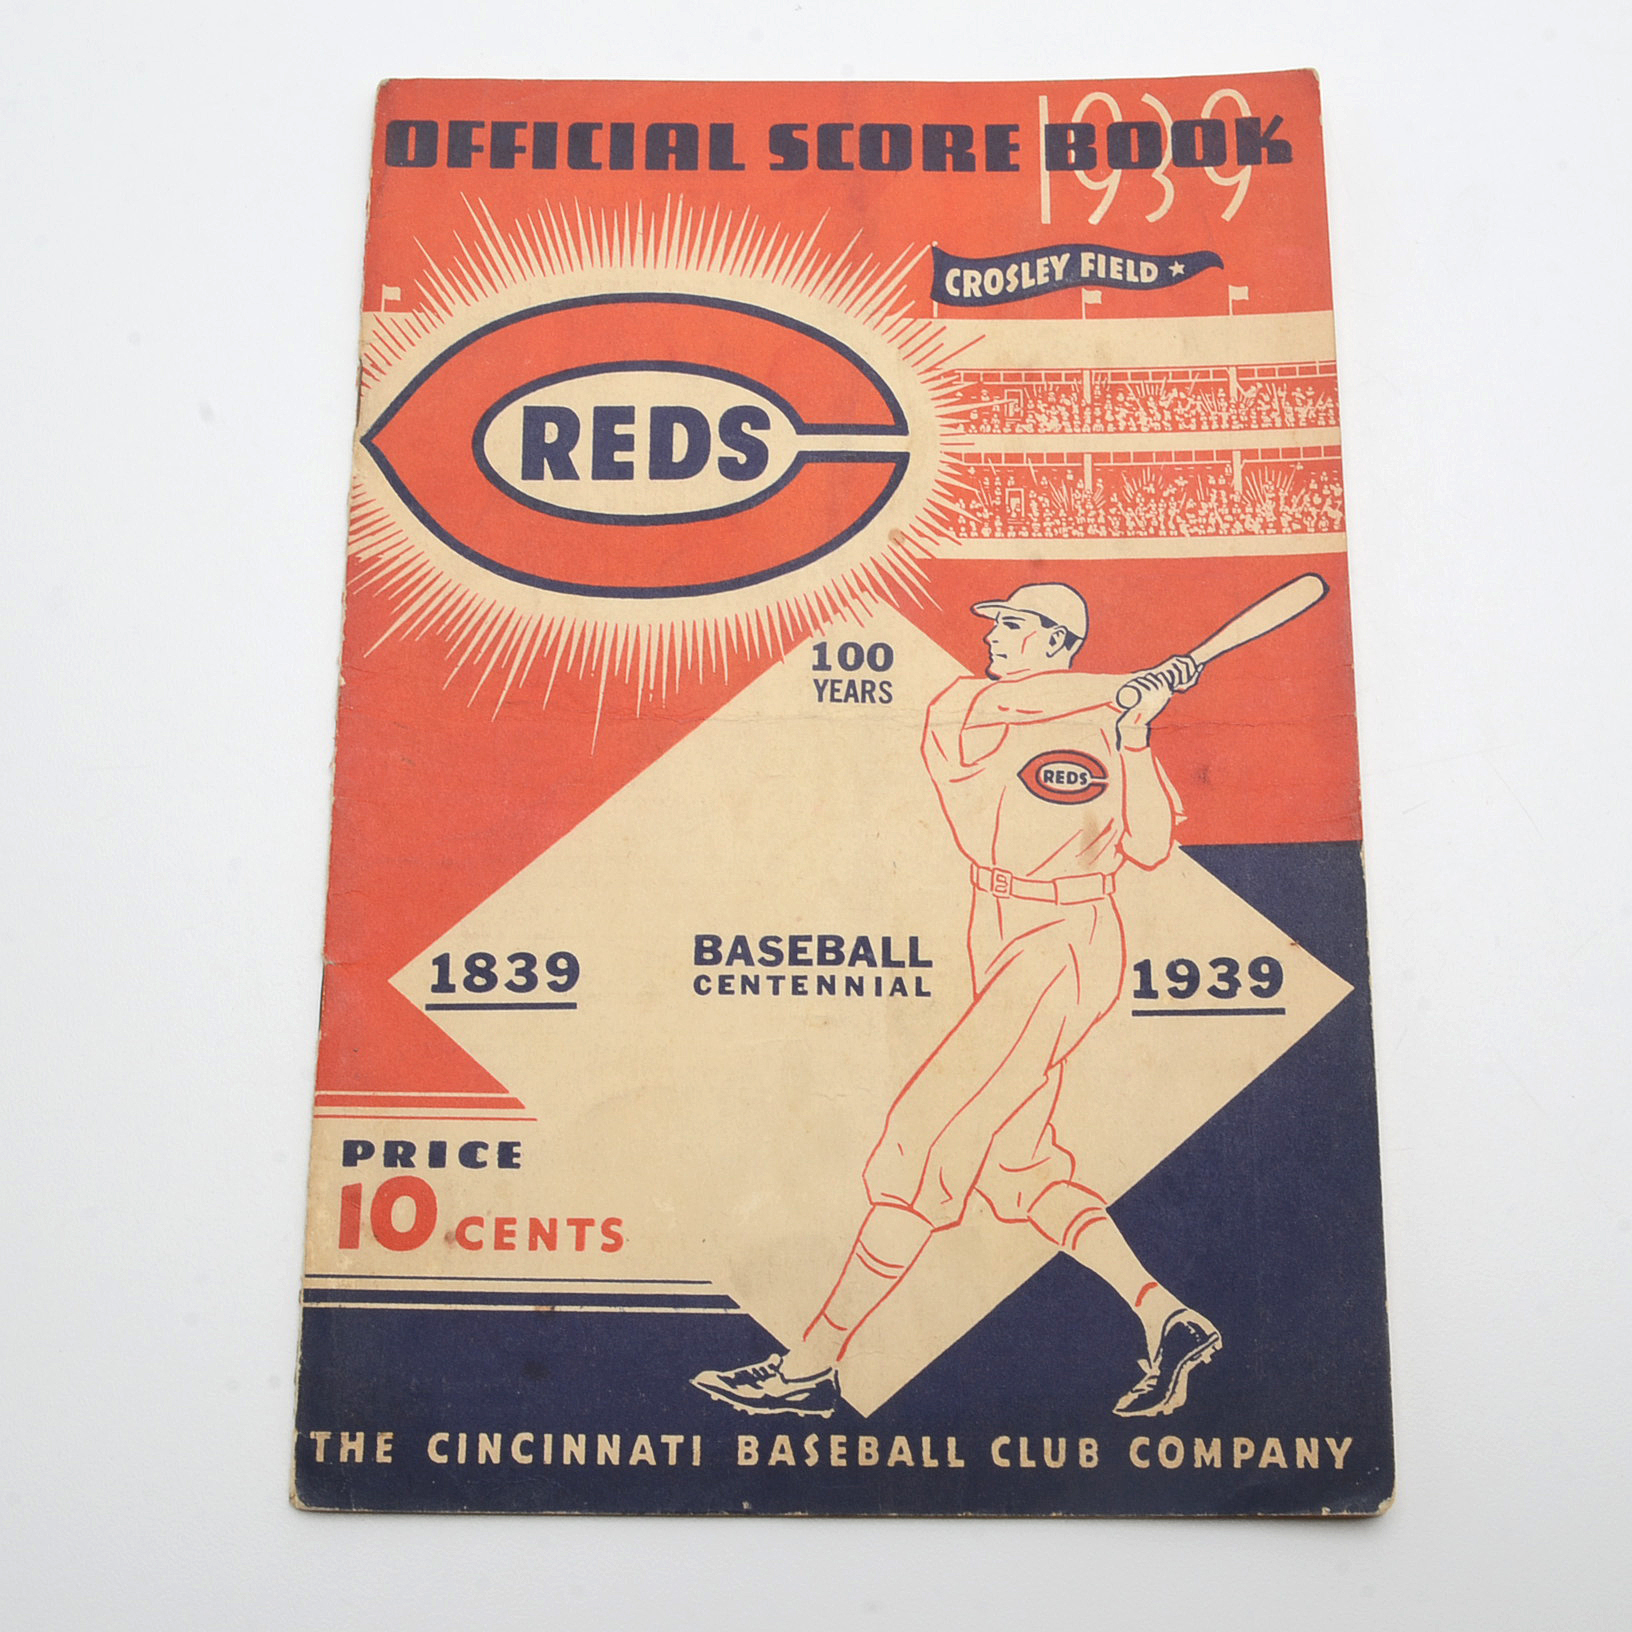 1939
OFFICIAL SCORE BOOK
CROSLEY FIELD
REDS
100
YEARS
REDS
BASEBALL
CENTENNIAL
1839
1939
PRICE
10 CENTS
THE CINCINNATI BASEBALL CLUB COMPANY